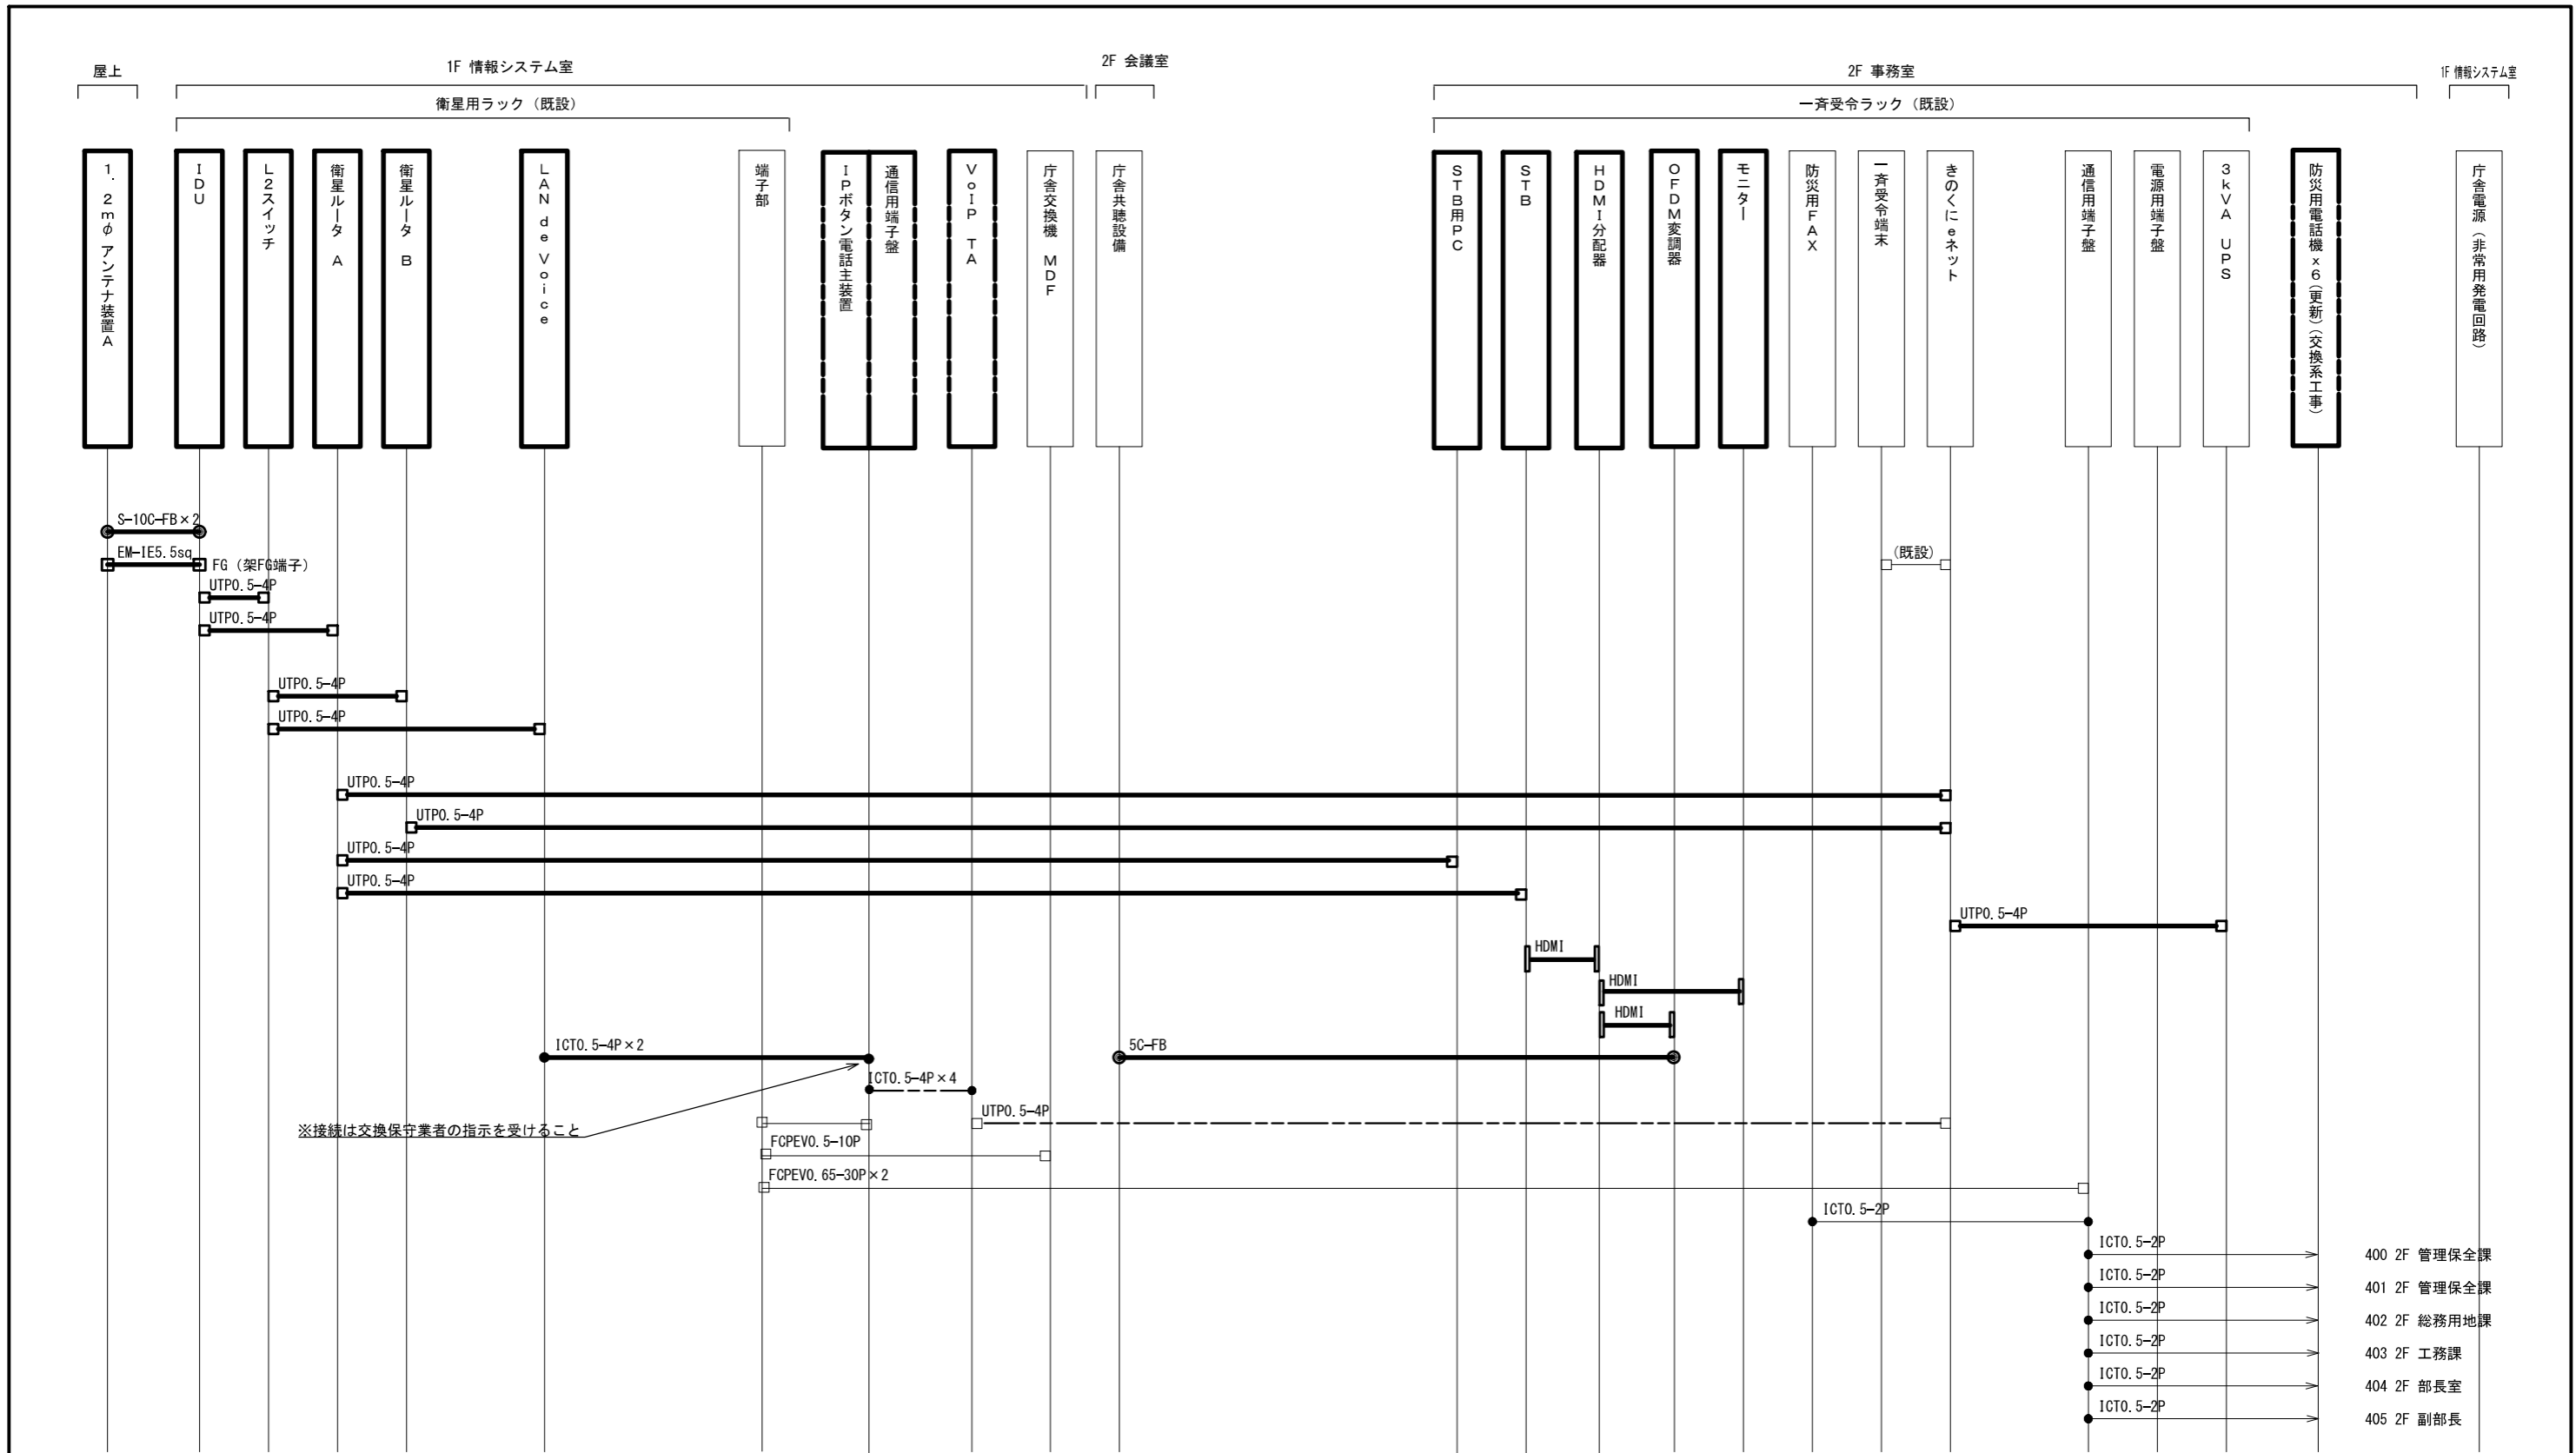 屋上
1F 情報システム室
2F 会議室
2F 事務室
1F 情報システム室
衛星用ラック（既設）
一斉受令ラック（既設）
１．２ｍφ アンテナ装置Ａ
ＩＤＵ
Ｌ２スイッチ
衛星ルータ Ａ
衛星ルータ Ｂ
ＬＡＮ ｄｅ Ｖｏｉｃｅ
端子部
ＩＰボタン電話主装置
通信用端子盤
ＶｏＩＰ ＴＡ
庁舎交換機 ＭＤＦ
庁舎共聴設備
ＳＴＢ用ＰＣ
ＳＴＢ
ＨＤＭＩ分配器
ＯＦＤＭ変調器
モニター
防災用ＦＡＸ
一斉受令端末
きのくにｅネット
通信用端子盤
電源用端子盤
３ｋＶＡ ＵＰＳ
防災用電話機ｘ６（更新）（交換系工事）
庁舎電源（非常用発電回路）
S-10C-FB×2
EM-IE5.5sq
FG（架FG端子）
（既設）
UTP0.5-4P
UTP0.5-4P
UTP0.5-4P
UTP0.5-4P
UTP0.5-4P
UTP0.5-4P
UTP0.5-4P
UTP0.5-4P
UTP0.5-4P
HDMI
HDMI
HDMI
ICT0.5-4P×2
5C-FB
ICT0.5-4P×4
UTP0.5-4P
※接続は交換保守業者の指示を受けること
FCPEV0.5-10P
FCPEV0.65-30P×2
ICT0.5-2P
ICT0.5-2P
400 2F 管理保全課
ICT0.5-2P
401 2F 管理保全課
ICT0.5-2P
402 2F 総務用地課
ICT0.5-2P
403 2F 工務課
ICT0.5-2P
404 2F 部長室
ICT0.5-2P
405 2F 副部長